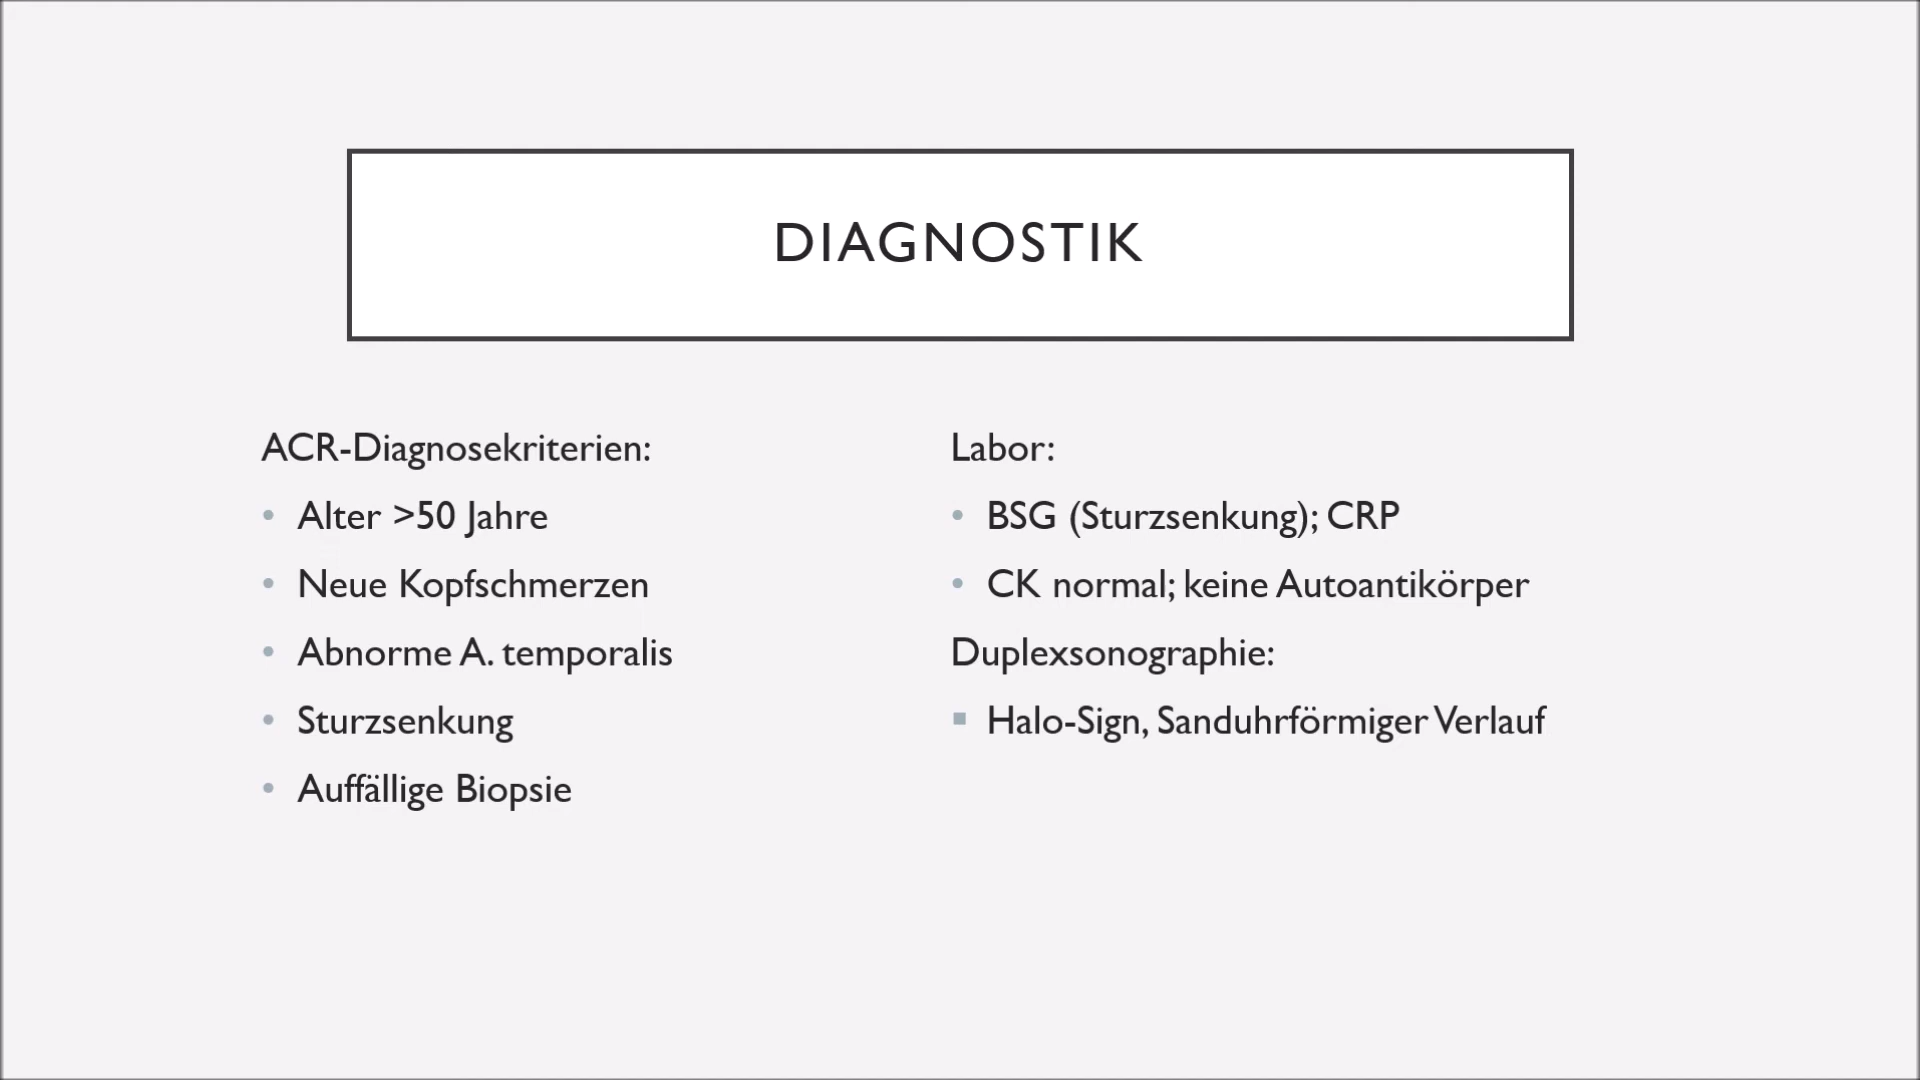 DIAGNOSTIK
ACR-Diagnosekriterien:
• Alter >50 Jahre
• Neue Kopfschmerzen
• Abnorme A. temporalis
• Sturzsenkung
• Auffällige Biopsie
Labor:
• BSG (Sturzsenkung); CRP
• CK normal; keine Autoantikörper
Duplexsonographie:
▪ Halo-Sign, Sanduhrförmiger Verlauf